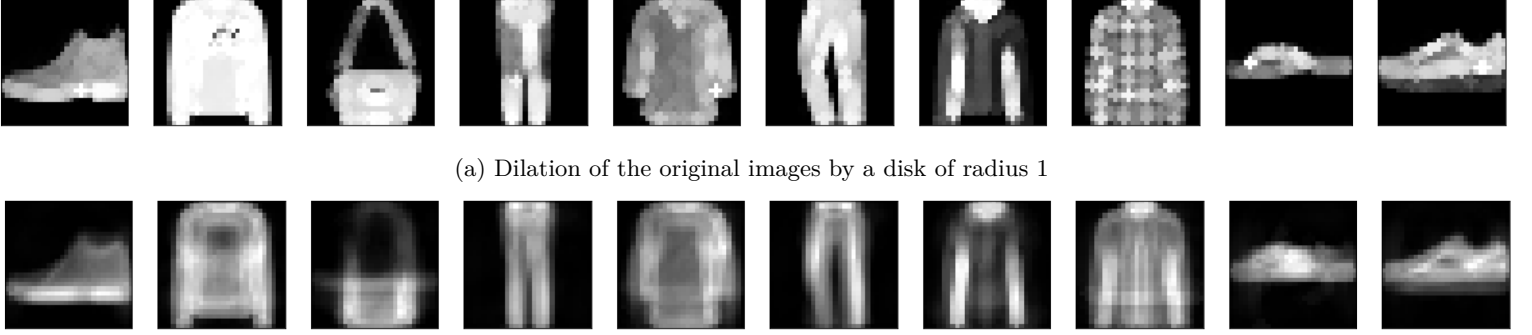 (a) Dilation of the original images by a disk of radius 1